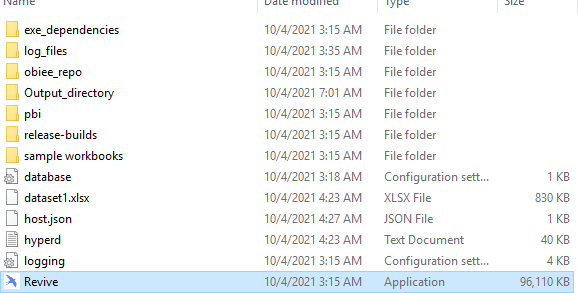 Name Date modified Type Size
exe_dependencies 10/4/2021 3:15 AM File folder
log_files 10/4/2021 3:35 AM File folder
obiee_repo 10/4/2021 3:15 AM File folder
Output_directory 10/4/2021 7:01 AM File folder
pbi 10/4/2021 3:15 AM File folder
release-builds 10/4/2021 3:15 AM File folder
sample workbooks 10/4/2021 3:15 AM File folder
database 10/4/2021 3:18 AM Configuration sett... 1 KB
dataset1.xlsx 10/4/2021 4:23 AM XLSX File 830 KB
host.json 10/4/2021 4:27 AM JSON File 1 KB
hyperd 10/4/2021 4:23 AM Text Document 40 KB
logging 10/4/2021 3:15 AM Configuration sett... 4 KB
Revive 10/4/2021 3:15 AM Application 96,110 KB